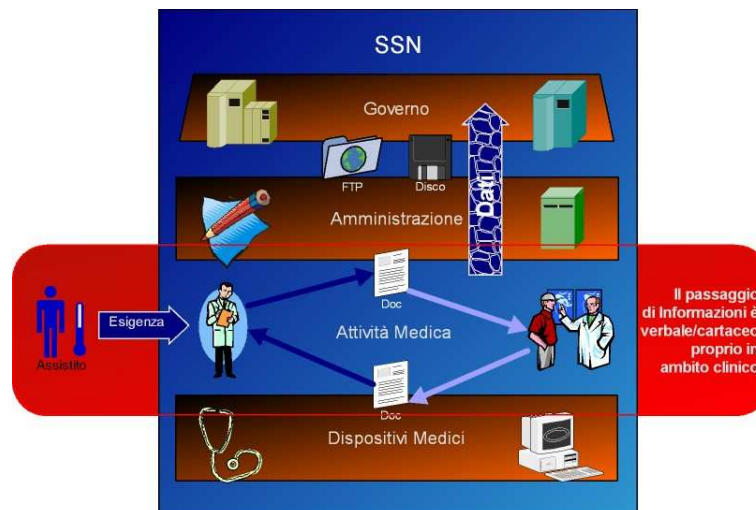 SSN
Governo
FTP
Disco
Dati
Amministrazione
Doc
Esigenza
Attività Medica
Assistito
Il passaggio
di Informazioni è
verbale/cartaceo
proprio in
ambito clinico
Doc
Dispositivi Medici